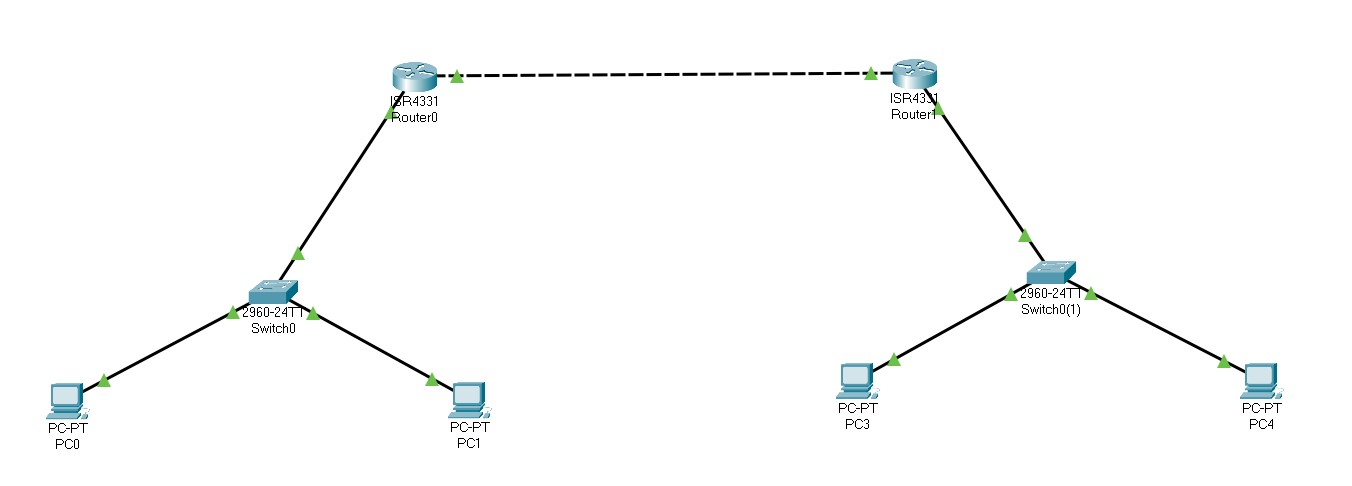 ISR4331
Router0
ISR4331
Router1
2960-24TT
Switch0
2960-24TT
Switch0(1)
PC-PT
PC0
PC-PT
PC1
PC-PT
PC3
PC-PT
PC4